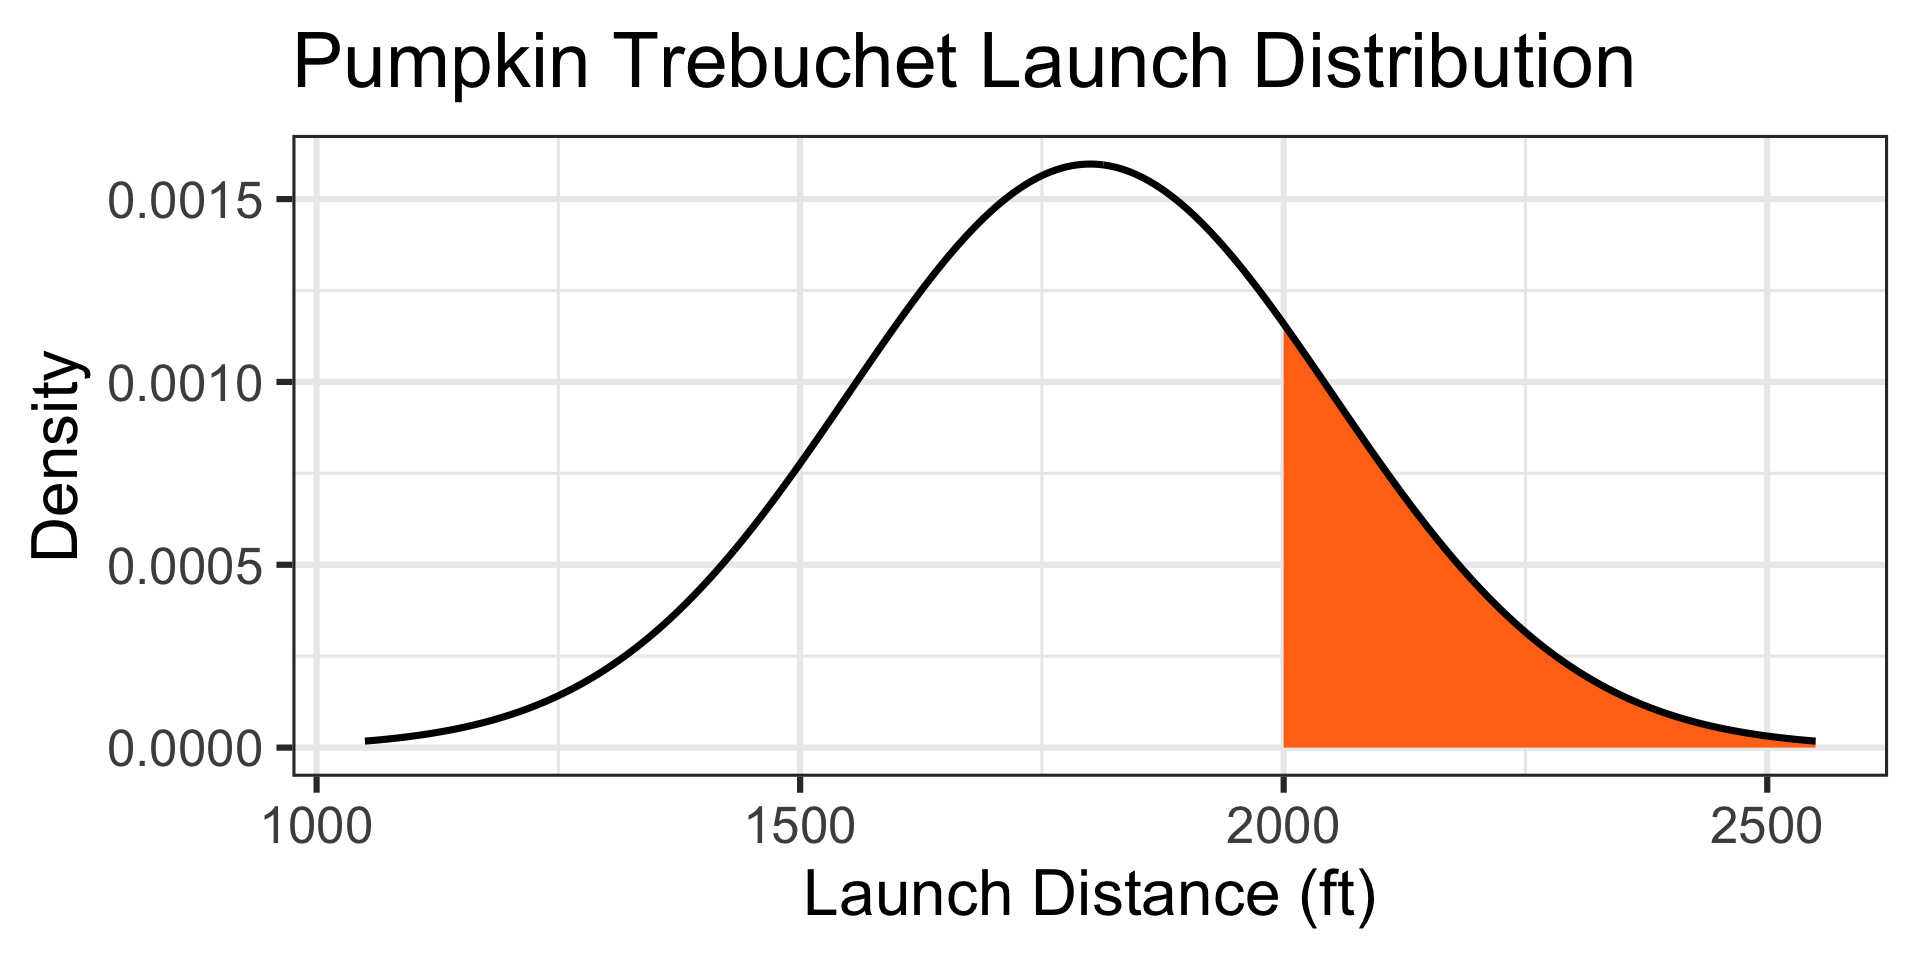 Pumpkin Trebuchet Launch Distribution
0.0015
0.0010
0.0005
0.0000
Density
1000 1500 2000 2500
Launch Distance (ft)